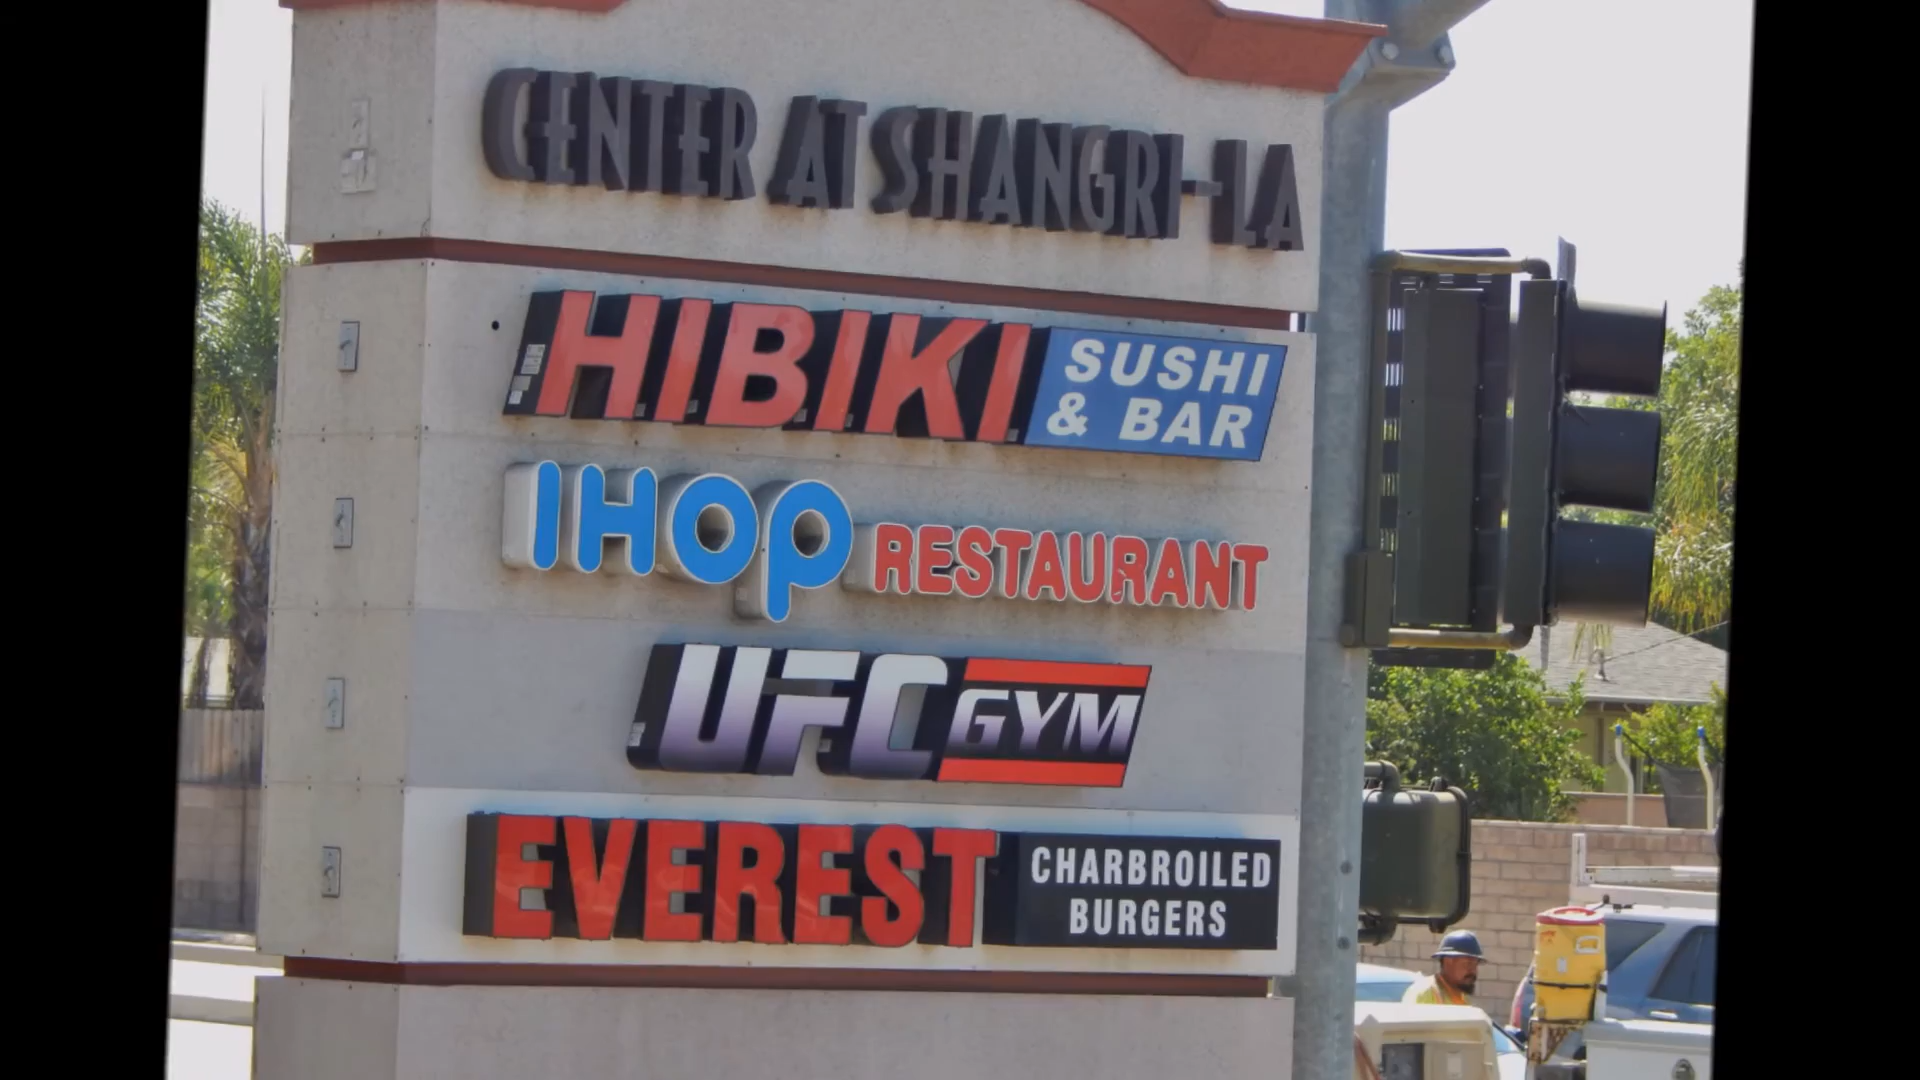 CENTER AT SHANGRI-LA
HIBIKI SUSHI
& BAR
IHOP RESTAURANT
UFC GYM
EVEREST CHARBROILED
BURGERS